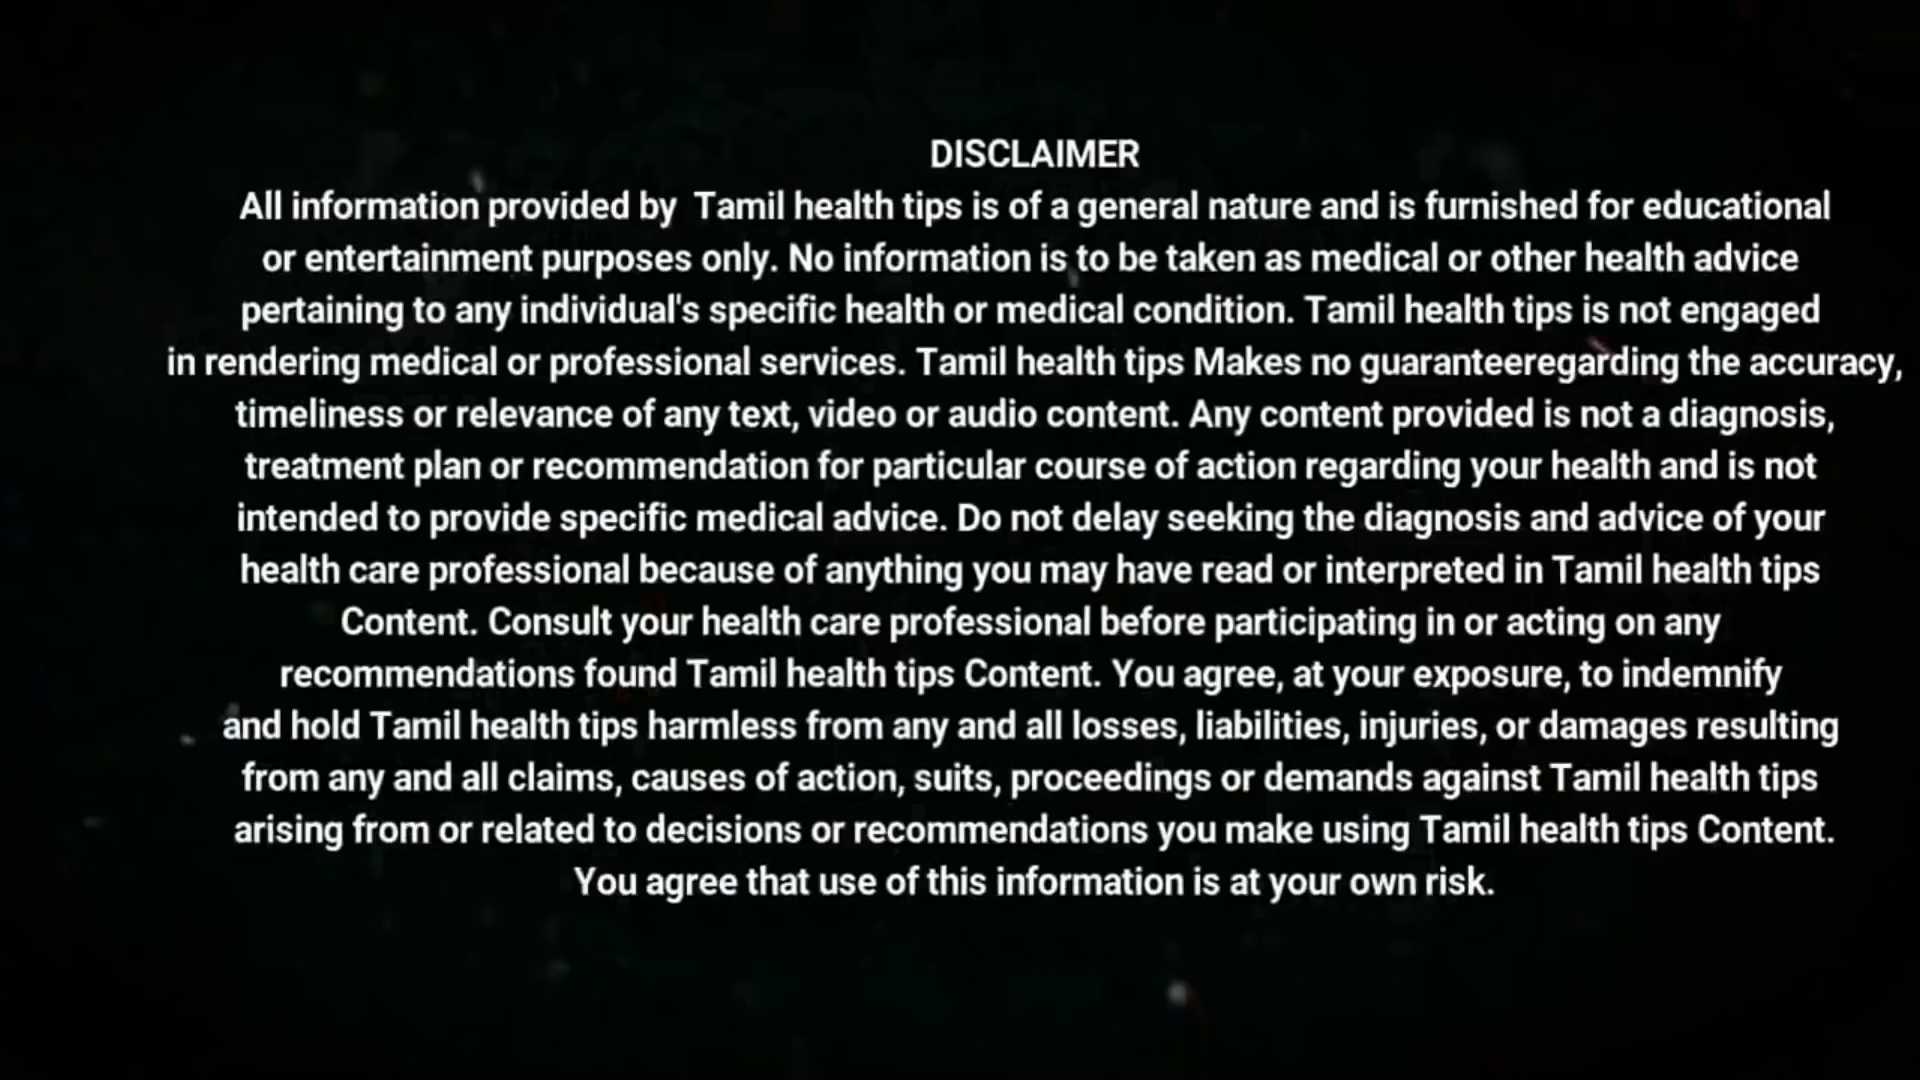 DISCLAIMER
All information provided by  Tamil health tips is of a general nature and is furnished for educational
or entertainment purposes only. No information is to be taken as medical or other health advice
pertaining to any individual's specific health or medical condition. Tamil health tips is not engaged
in rendering medical or professional services. Tamil health tips Makes no guaranteeregarding the accuracy,
timeliness or relevance of any text, video or audio content. Any content provided is not a diagnosis,
treatment plan or recommendation for particular course of action regarding your health and is not
intended to provide specific medical advice. Do not delay seeking the diagnosis and advice of your
health care professional because of anything you may have read or interpreted in Tamil health tips
Content. Consult your health care professional before participating in or acting on any
recommendations found Tamil health tips Content. You agree, at your exposure, to indemnify
and hold Tamil health tips harmless from any and all losses, liabilities, injuries, or damages resulting
from any and all claims, causes of action, suits, proceedings or demands against Tamil health tips
arising from or related to decisions or recommendations you make using Tamil health tips Content.
You agree that use of this information is at your own risk.